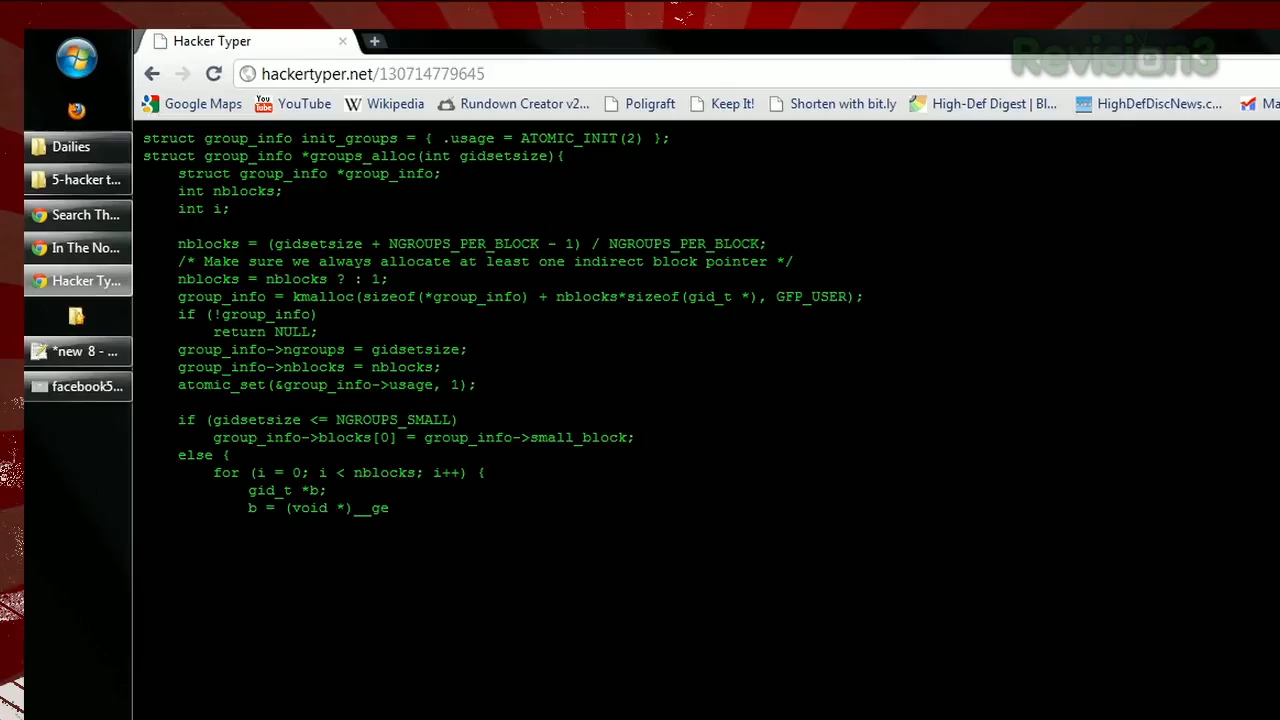 Revision3
Hacker Typer
hackertyper.net/130714779645
Google Maps
YouTube
Wikipedia
Rundown Creator v2...
Poligraft
Keep It!
Shorten with bit.ly
High-Def Digest | Bl...
HighDefDiscNews.c...
Ma
Dailies
5-hacker t...
Search Th...
In The No...
Hacker Ty...
*new 8 - ...
facebook5...
struct group_info init_groups = { .usage = ATOMIC_INIT(2) };
struct group_info *groups_alloc(int gidsetsize){
    struct group_info *group_info;
    int nblocks;
    int i;

    nblocks = (gidsetsize + NGROUPS_PER_BLOCK - 1) / NGROUPS_PER_BLOCK;
    /* Make sure we always allocate at least one indirect block pointer */
    nblocks = nblocks ? : 1;
    group_info = kmalloc(sizeof(*group_info) + nblocks*sizeof(gid_t *), GFP_USER);
    if (!group_info)
        return NULL;
    group_info->ngroups = gidsetsize;
    group_info->nblocks = nblocks;
    atomic_set(&group_info->usage, 1);

    if (gidsetsize <= NGROUPS_SMALL)
        group_info->blocks[0] = group_info->small_block;
    else {
        for (i = 0; i < nblocks; i++) {
            gid_t *b;
            b = (void *)__ge